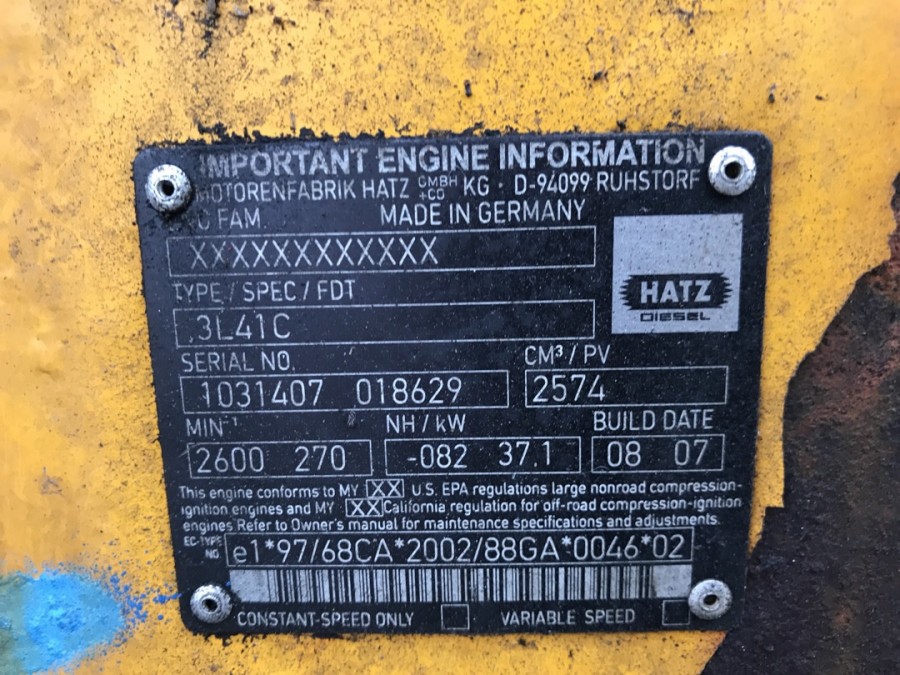 IMPORTANT ENGINE INFORMATION
MOTORENFABRIK HATZ GMBH +CO KG · D-94099 RUHSTORF
FAM. MADE IN GERMANY
XXXXXXXXXXXX
TYPE / SPEC / FDT
3L41C
HATZ
DIESEL
SERIAL NO. CM³ / PV
1031407 018629 2574
MIN⁻¹ NH / kW BUILD DATE
2600 270 -082 37.1 08 07
This engine conforms to MY XX U.S. EPA regulations large nonroad compression-
ignition engines and MY XX California regulation for off-road compression-ignition
engines. Refer to Owner's manual for maintenance specifications and adjustments.
EC-TYPE NO. e1*97/68CA*2002/88GA*0046*02
CONSTANT-SPEED ONLY VARIABLE SPEED